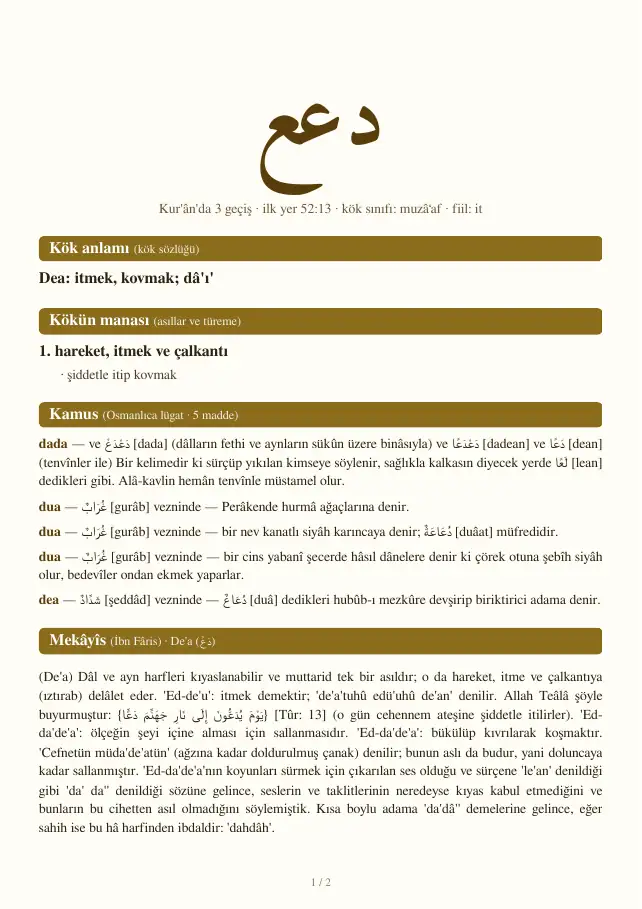 دعع
Kur'ân'da 3 geçiş · ilk yer 52:13 · kök sınıfı: muzâ‘af · fiil: it
Kök anlamı (kök sözlüğü)
Dea: itmek, kovmak; dâ'ı'
Kökün manası (asıllar ve türeme)
1. hareket, itmek ve çalkantı
· şiddetle itip kovmak
Kamus (Osmanlıca lügat · 5 madde)
dada — ve دَعْدَعْ [dada] (dâlların fethi ve aynların sükûn üzere binâsıyla) ve دَعْدَعًا [dadean] ve دَعًا [dean]
(tenvînler ile) Bir kelimedir ki sürçüp yıkılan kimseye söylenir, sağlıkla kalkasın diyecek yerde لَعًا [lean]
dedikleri gibi. Alâ-kavlin hemân tenvînle müstamel olur.
dua — غُرَابٌ [gurâb] vezninde — Perâkende hurmâ ağaçlarına denir.
dua — غُرَابٌ [gurâb] vezninde — bir nev kanatlı siyâh karıncaya denir; دُعَاعَةٌ [duâat] müfredidir.
dua — غُرَابٌ [gurâb] vezninde — bir cins yabanî şecerde hâsıl dânelere denir ki çörek otuna şebîh siyâh
olur, bedevîler ondan ekmek yaparlar.
dea — شَدَّادٌ [şeddâd] vezninde — دُعَاعٌ [duâ] dedikleri hubûb-ı mezkûre devşirip biriktirici adama denir.
Mekâyîs (İbn Fâris) · De'a (دَعَّ)
(De'a) Dâl ve ayn harfleri kıyaslanabilir ve muttarid tek bir asıldır; o da hareket, itme ve çalkantıya
(ıztırab) delâlet eder. 'Ed-de'u': itmek demektir; 'de'a'tuhû edü'uhû de'an' denilir. Allah Teâlâ şöyle
buyurmuştur: {يَوْمَ يُدَعُّونَ إِلَى نَارِ جَهَنَّمَ دَعًّا} [Tûr: 13] (o gün cehennem ateşine şiddetle itilirler). 'Ed-
da'de'a': ölçeğin şeyi içine alması için sallanmasıdır. 'Ed-da'de'a': bükülüp kıvrılarak koşmaktır.
'Cefnetün müda'de'atün' (ağzına kadar doldurulmuş çanak) denilir; bunun aslı da budur, yani doluncaya
kadar sallanmıştır. 'Ed-da'de'a'nın koyunları sürmek için çıkarılan ses olduğu ve sürçene 'le'an' denildiği
gibi 'da' da'' denildiği sözüne gelince, seslerin ve taklitlerinin neredeyse kıyas kabul etmediğini ve
bunların bu cihetten asıl olmadığını söylemiştik. Kısa boylu adama 'da'dâ'' demelerine gelince, eğer
sahih ise bu hâ harfinden ibdaldir: 'dahdâh'.
1 / 2